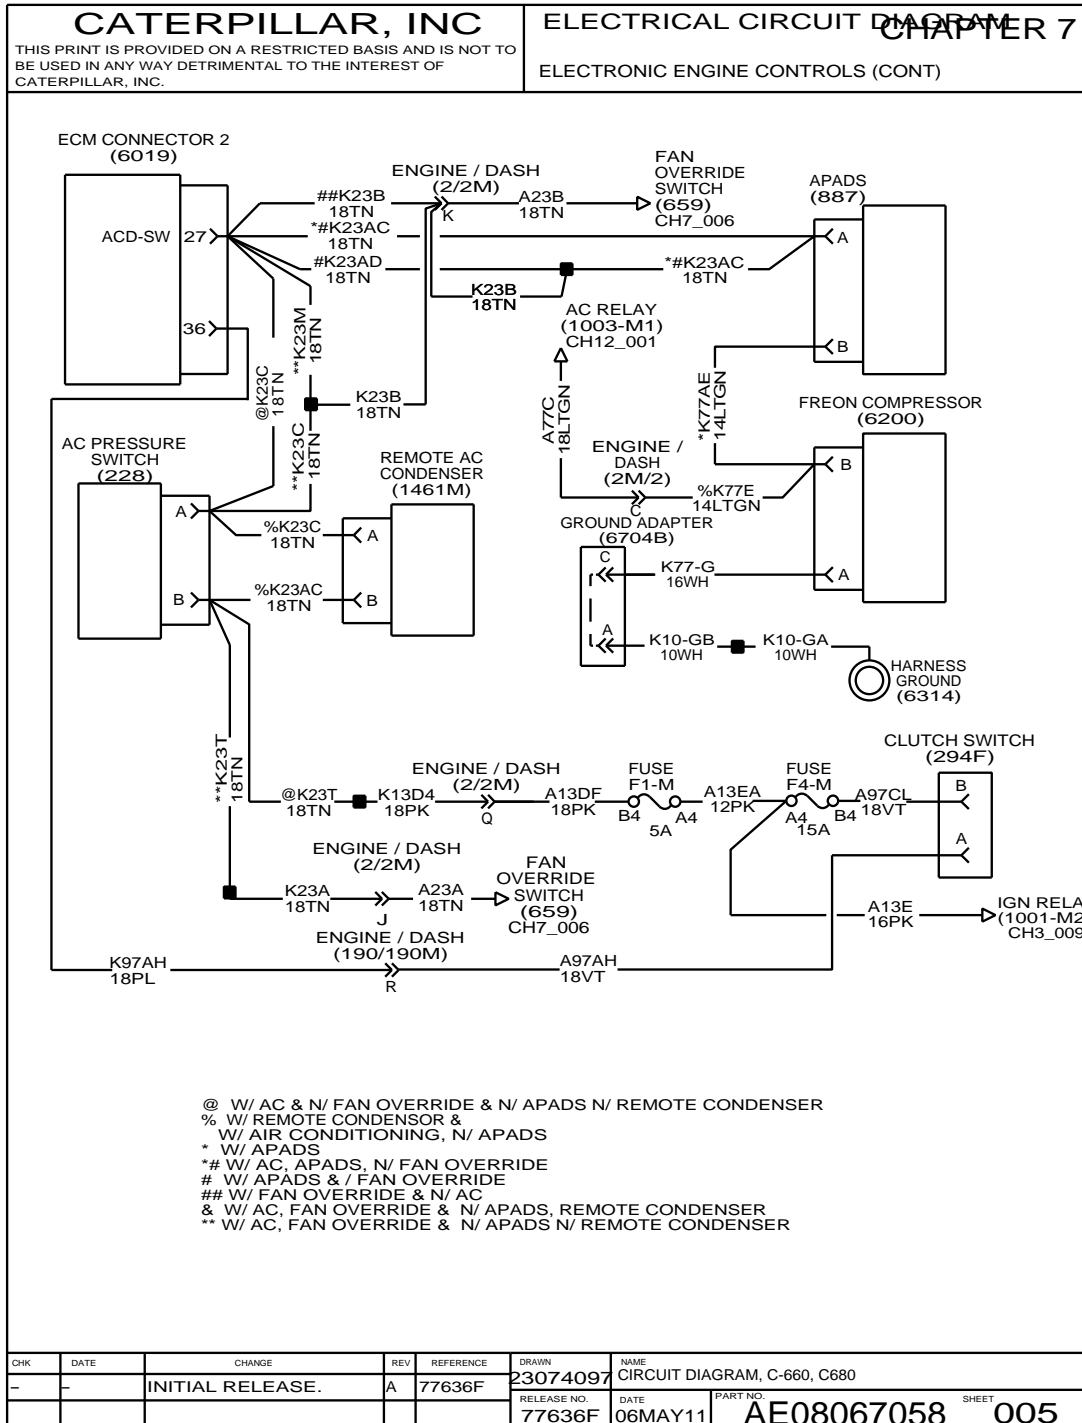 CATERPILLAR, INC
THIS PRINT IS PROVIDED ON A RESTRICTED BASIS AND IS NOT TO
BE USED IN ANY WAY DETRIMENTAL TO THE INTEREST OF
CATERPILLAR, INC.
ELECTRICAL CIRCUIT DIAGRAM
CHAPTER 7
ELECTRONIC ENGINE CONTROLS (CONT)
ECM CONNECTOR 2
(6019)
ACD-SW
27
36
##K23B
18TN
*#K23AC
18TN
#K23AD
18TN
ENGINE / DASH
(2/2M)
K
A23B
18TN
FAN
OVERRIDE
SWITCH
(659)
CH7_006
K23B
18TN
*#K23AC
18TN
APADS
(887)
A
B
AC RELAY
(1003-M1)
CH12_001
A77C
18LTGN
*K77AE
14LTGN
@K23C
18TN
**K23M
18TN
**K23C
18TN
K23B
18TN
FREON COMPRESSOR
(6200)
B
A
ENGINE /
DASH
(2M/2)
C
%K77E
14LTGN
AC PRESSURE
SWITCH
(228)
A
B
REMOTE AC
CONDENSER
(1461M)
A
B
%K23C
18TN
%K23AC
18TN
GROUND ADAPTER
(6704B)
C
A
K77-G
16WH
K10-GB
10WH
K10-GA
10WH
HARNESS
GROUND
(6314)
**K23T
18TN
@K23T
18TN
K13D4
18PK
ENGINE / DASH
(2/2M)
Q
A13DF
18PK
FUSE
F1-M
B4
A4
5A
A13EA
12PK
FUSE
F4-M
A4
B4
15A
A97CL
18VT
CLUTCH SWITCH
(294F)
B
A
ENGINE / DASH
(2/2M)
K23A
18TN
J
A23A
18TN
FAN
OVERRIDE
SWITCH
(659)
CH7_006
A13E
16PK
IGN RELA
(1001-M2
CH3_009
ENGINE / DASH
(190/190M)
K97AH
18PL
R
A97AH
18VT
@ W/ AC & N/ FAN OVERRIDE & N/ APADS N/ REMOTE CONDENSER
% W/ REMOTE CONDENSOR &
W/ AIR CONDITIONING, N/ APADS
* W/ APADS
*# W/ AC, APADS, N/ FAN OVERRIDE
# W/ APADS & / FAN OVERRIDE
## W/ FAN OVERRIDE & N/ AC
& W/ AC, FAN OVERRIDE & N/ APADS, REMOTE CONDENSER
** W/ AC, FAN OVERRIDE & N/ APADS N/ REMOTE CONDENSER
CHK DATE CHANGE REV REFERENCE
- - INITIAL RELEASE. A 77636F
DRAWN
23074097
NAME
CIRCUIT DIAGRAM, C-660, C680
RELEASE NO.
77636F
DATE
06MAY11
PART NO.
AE08067058
SHEET
005